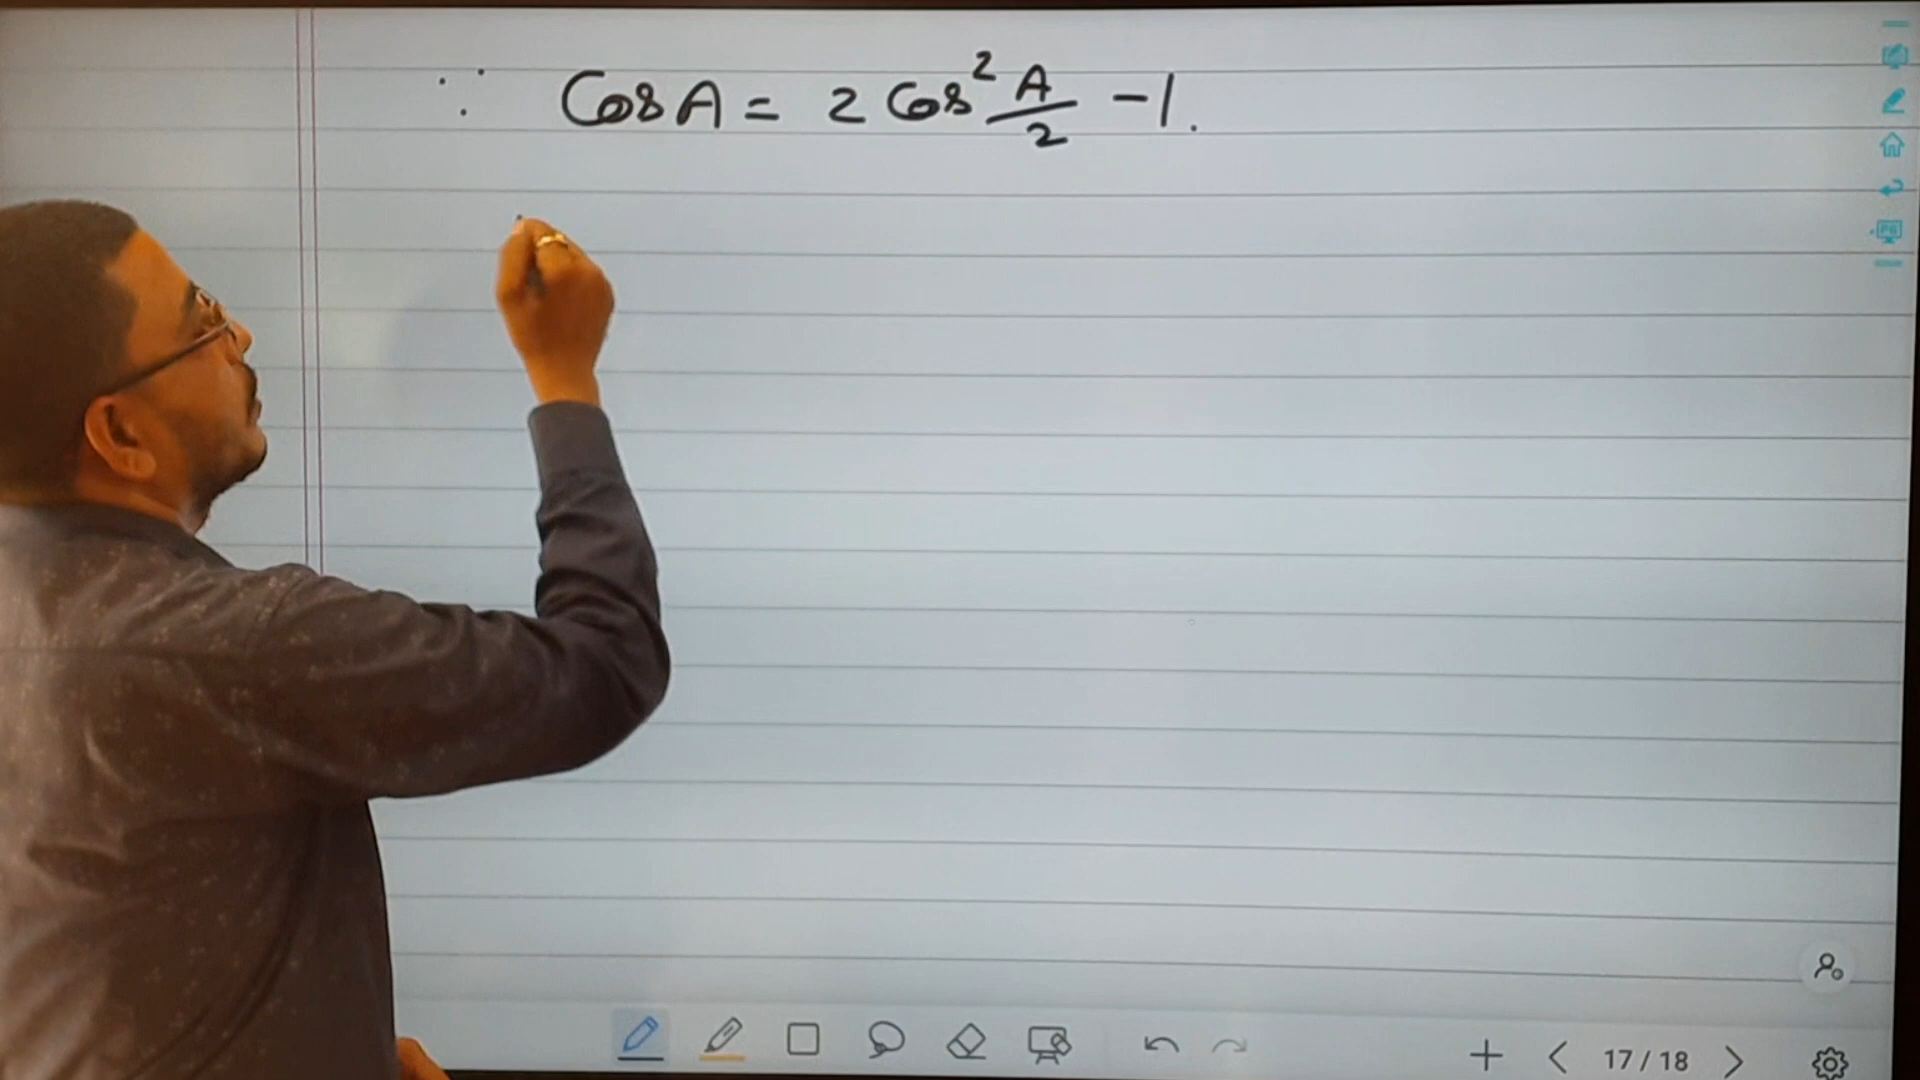 ∵ Cos A = 2 Cos² A/2 - 1.
17 / 18